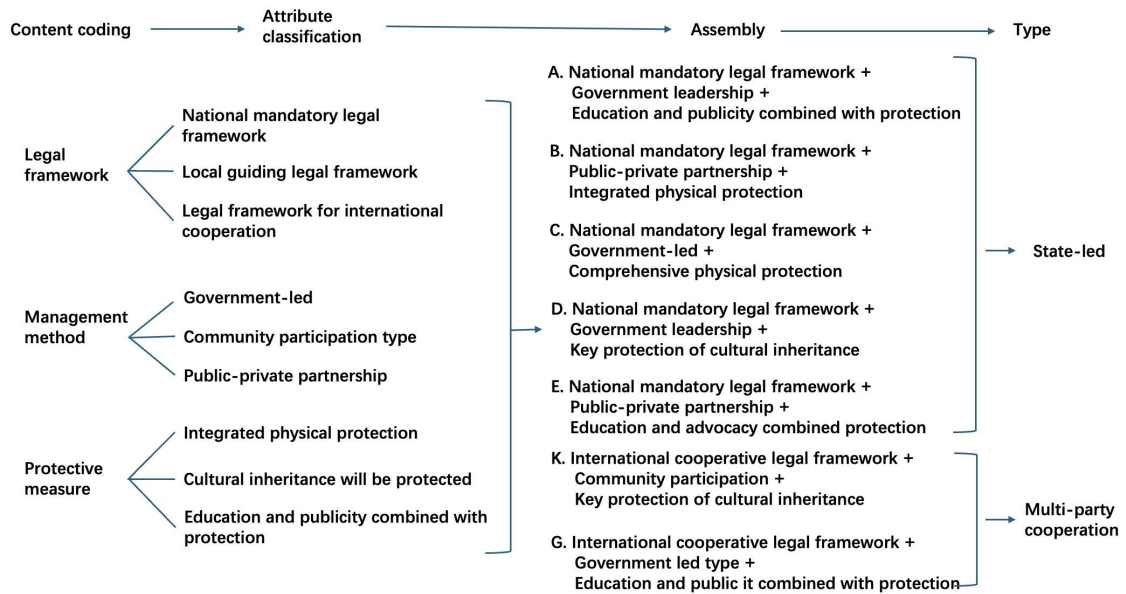 Content coding
Attribute
classification
Assembly
Type
Legal
framework
National mandatory legal
framework
Local guiding legal framework
Legal framework for international
cooperation
Management
method
Government-led
Community participation type
Public-private partnership
Protective
measure
Integrated physical protection
Cultural inheritance will be protected
Education and publicity combined with
protection
A. National mandatory legal framework +
Government leadership +
Education and publicity combined with protection
B. National mandatory legal framework +
Public-private partnership +
Integrated physical protection
C. National mandatory legal framework +
Government-led +
Comprehensive physical protection
D. National mandatory legal framework +
Government leadership +
Key protection of cultural inheritance
E. National mandatory legal framework +
Public-private partnership +
Education and advocacy combined protection
K. International cooperative legal framework +
Community participation +
Key protection of cultural inheritance
G. International cooperative legal framework +
Government led type +
Education and public it combined with protection
State-led
Multi-party
cooperation